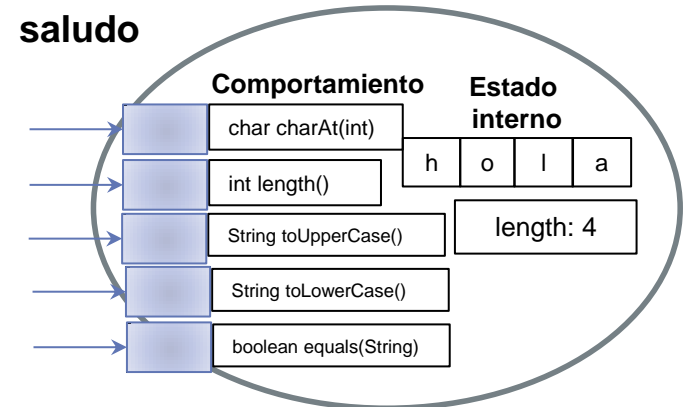 saludo
Comportamiento
Estado
interno
char charAt(int)
h o l a
int length()
length: 4
String toUpperCase()
String toLowerCase()
boolean equals(String)